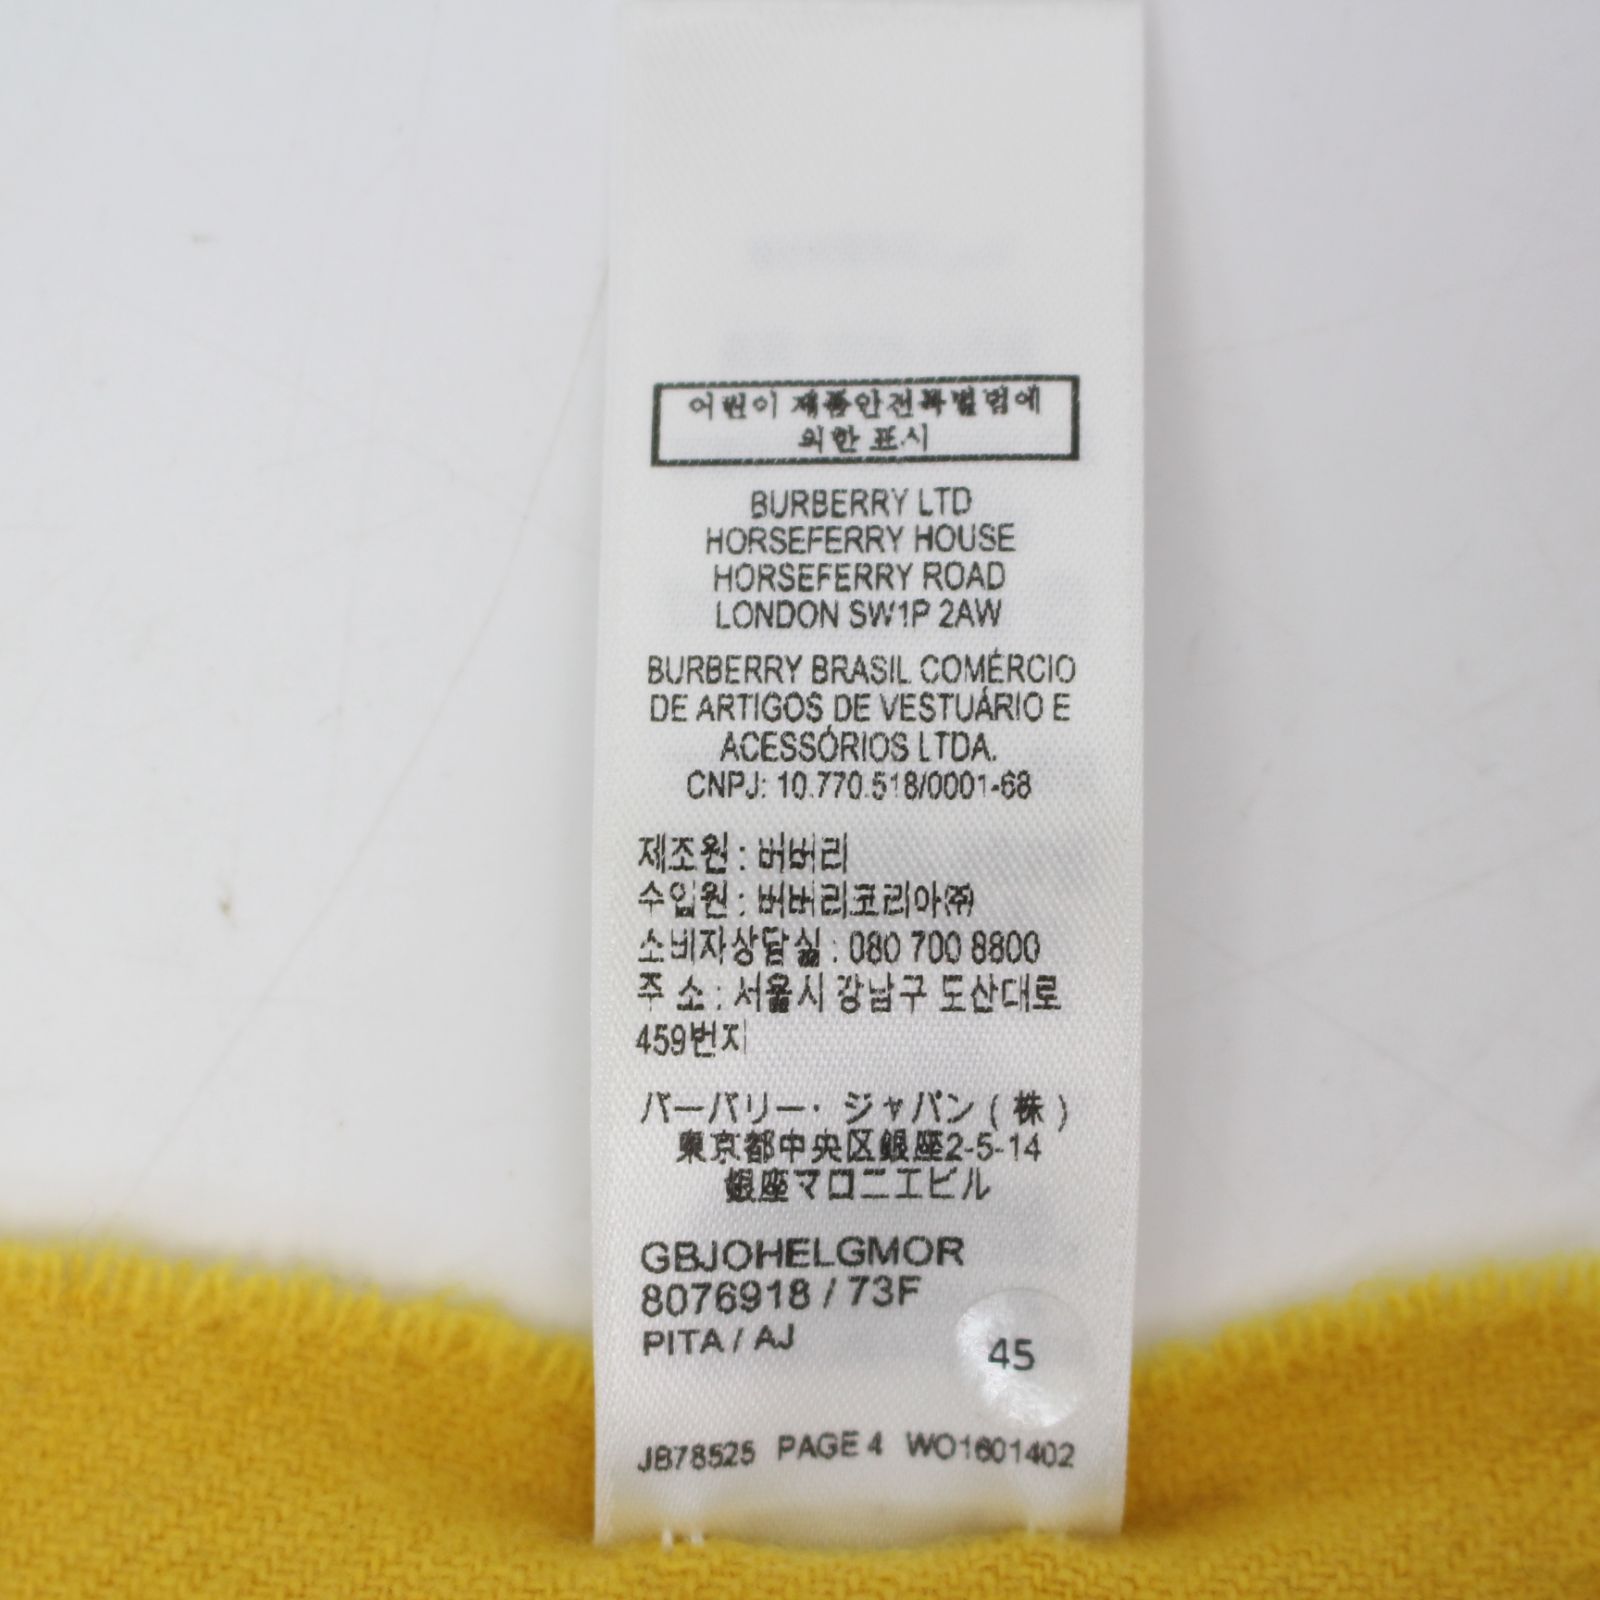 어린이 제품안전특별법에
의한 표시
BURBERRY LTD
HORSEFERRY HOUSE
HORSEFERRY ROAD
LONDON SW1P 2AW
BURBERRY BRASIL COMÉRCIO
DE ARTIGOS DE VESTUÁRIO E
ACESSÓRIOS LTDA.
CNPJ: 10.770.518/0001-68
제조원 : 버버리
수입원 : 버버리코리아㈜
소비자상담실 : 080 700 8800
주 소 : 서울시 강남구 도산대로
459번지
バーバリー・ジャパン ( 株 )
東京都中央区銀座2-5-14
銀座マロニエビル
GBJOHELGMOR
8076918 / 73F
PITA / AJ
45
JB78525 PAGE 4 WO1601402